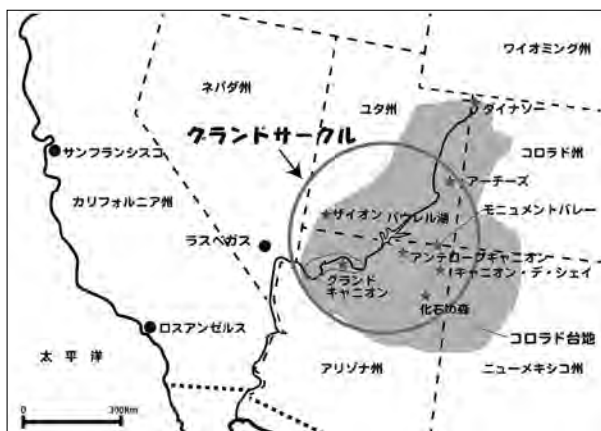 ワイオミング州
ネバダ州
ユタ州
ダイナソー
グランドサークル
コロラド州
サンフランシスコ
アーチーズ
カリフォルニア州
ザイオン
パウレル湖
モニュメントバレー
ラスベガス
アンテロープキャニオン
グランド
キャニオン
キャニオン・デ・シェイ
化石の森
ロスアンゼルス
コロラド台地
太平洋
アリゾナ州
ニューメキシコ州
0
300Km